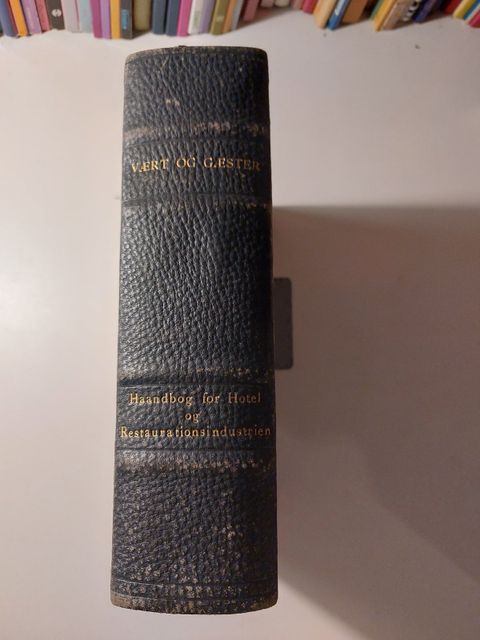 VÆRT OG GÆSTER
Haandbog for Hotel
og
Restaurationsindustrien